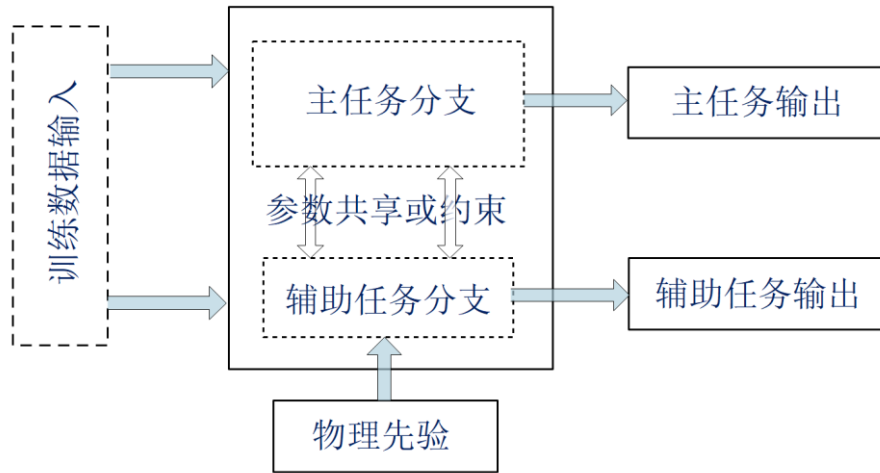 训练数据输入
主任务分支
主任务输出
参数共享或约束
辅助任务分支
辅助任务输出
物理先验